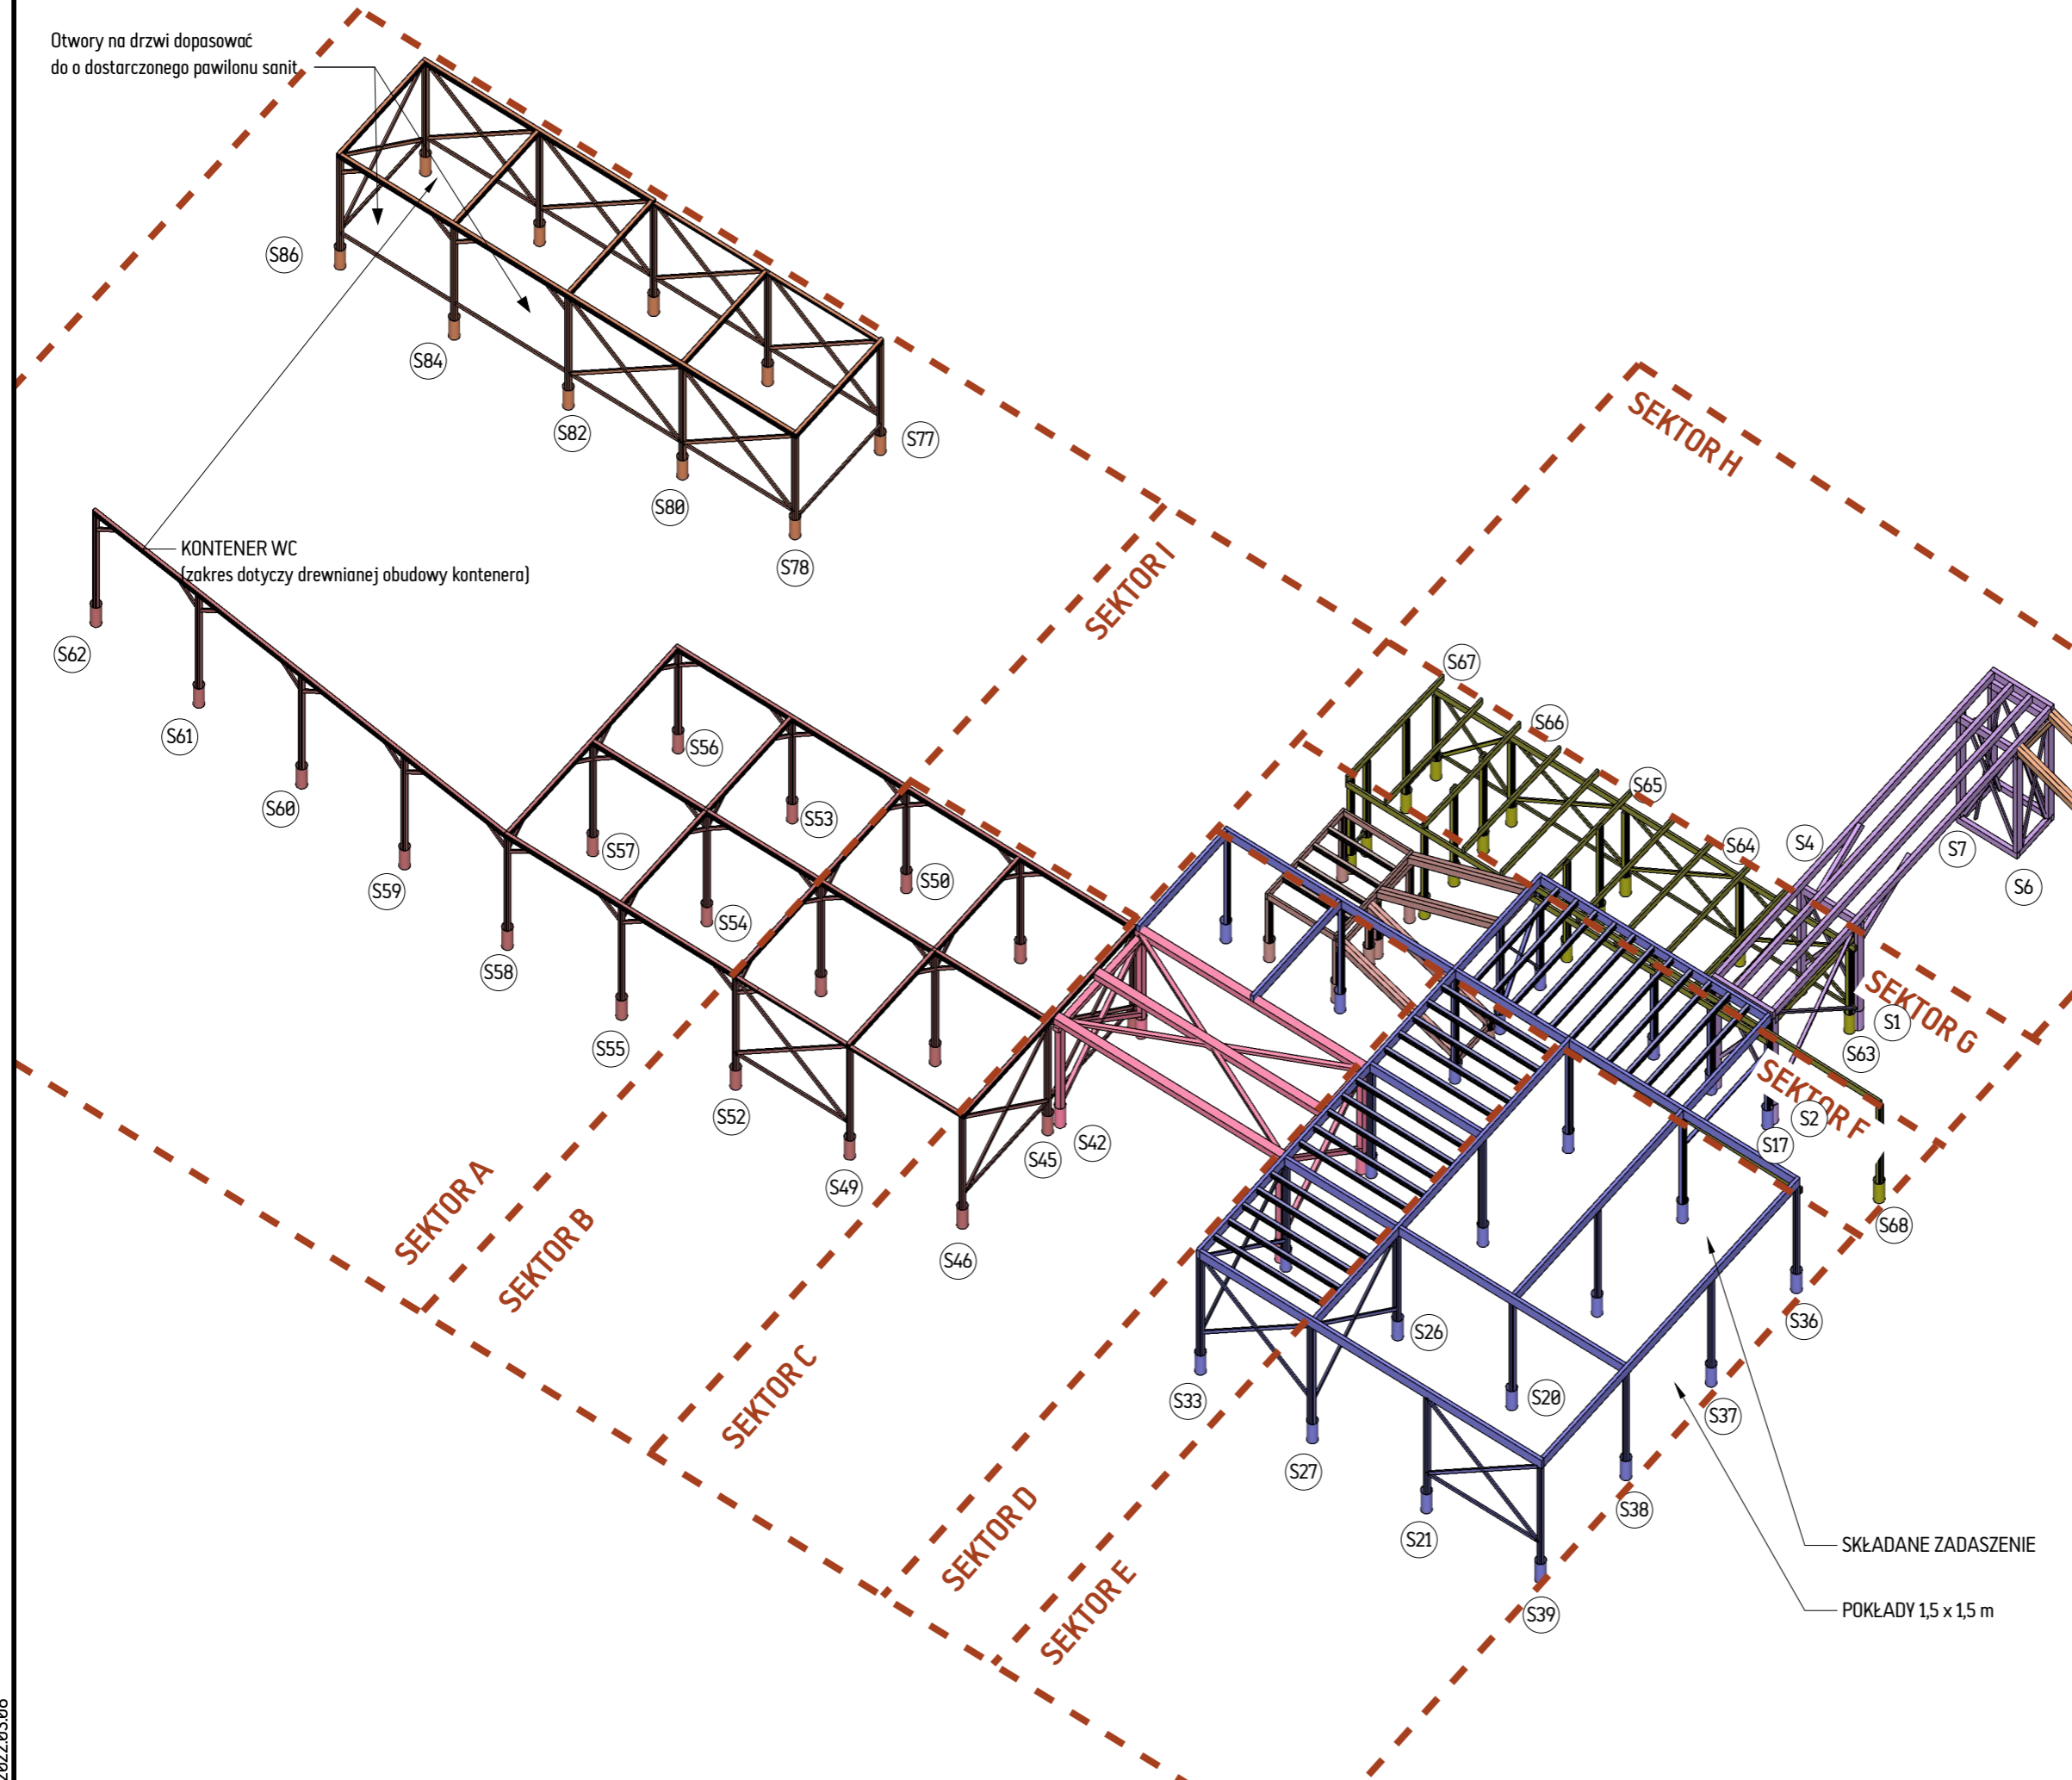 Otwory na drzwi dopasować
do o dostarczonego pawilonu sanit
S86
S84
S82
S80
S78
S77
KONTENER WC
(zakres dotyczy drewnianej obudowy kontenera)
S62
S61
S60
S59
S58
S57
S56
S55
S54
S53
S52
S50
S49
S46
S45
S42
SEKTOR I
SEKTOR H
S67
S66
S65
S64
S4
S7
S6
SEKTOR G
S1
S63
SEKTOR F
S2
S17
S68
S36
S26
S20
S37
S33
S27
S38
S21
S39
SEKTOR A
SEKTOR B
SEKTOR C
SEKTOR D
SEKTOR E
SKŁADANE ZADASZENIE
POKŁADY 1,5 x 1,5 m
2022.03.08